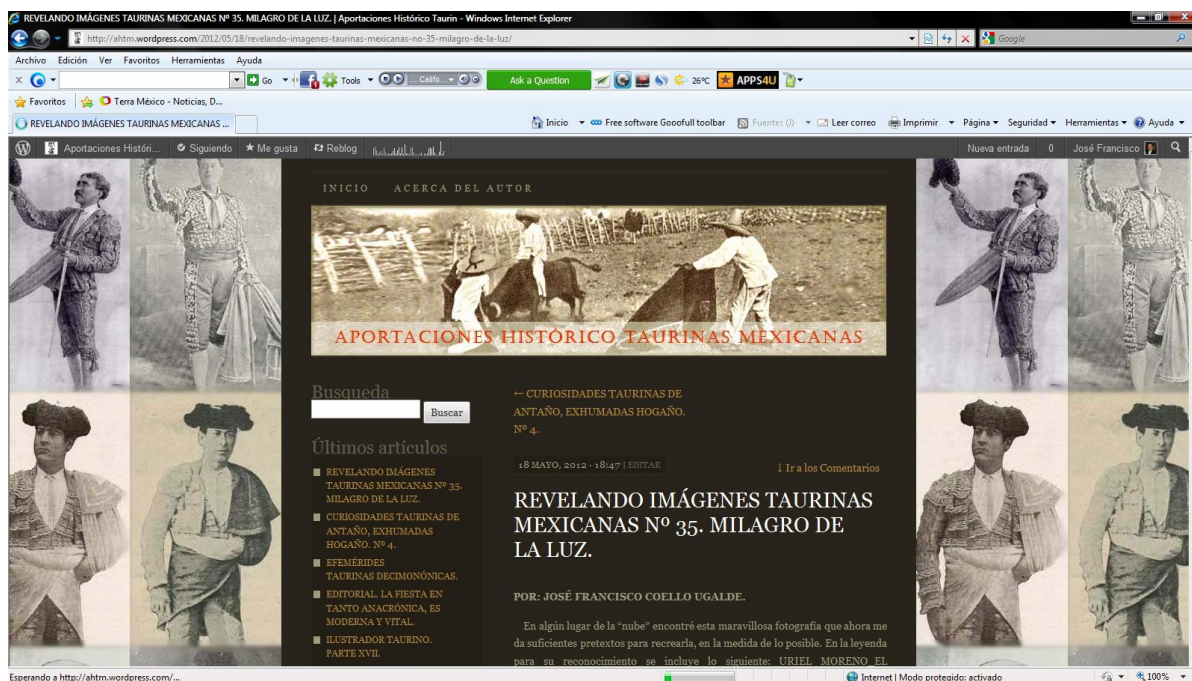 REVELANDO IMÁGENES TAURINAS MEXICANAS Nº 35. MILAGRO DE LA LUZ. | Aportaciones Histórico Taurin - Windows Internet Explorer
http://ahtm.wordpress.com/2012/05/18/revelando-imagenes-taurinas-mexicanas-no-35-milagro-de-la-luz/
Google
Archivo Edición Ver Favoritos Herramientas Ayuda
Go Tools Califo... Ask a Question 26°C APPS4U
Favoritos Terra México - Noticias, D...
REVELANDO IMÁGENES TAURINAS MEXICANAS ... Inicio Free software Gooofull toolbar Fuentes (J) Leer correo Imprimir Página Seguridad Herramientas Ayuda
Aportaciones Históri... Siguiendo Me gusta Reblog Nueva entrada 0 José Francisco
INICIO ACERCA DEL AUTOR
APORTACIONES HISTÓRICO TAURINAS MEXICANAS
Busqueda
Buscar
Últimos artículos
REVELANDO IMÁGENES
TAURINAS MEXICANAS Nº 35.
MILAGRO DE LA LUZ.
CURIOSIDADES TAURINAS DE
ANTAÑO, EXHUMADAS
HOGAÑO. Nº 4.
EFEMÉRIDES
TAURINAS DECIMONÓNICAS.
EDITORIAL. LA FIESTA EN
TANTO ANACRÓNICA, ES
MODERNA Y VITAL.
ILUSTRADOR TAURINO.
PARTE XVII.
← CURIOSIDADES TAURINAS DE
ANTAÑO, EXHUMADAS HOGAÑO.
Nº 4.
18 MAYO, 2012 · 18:47 | EDITAR
↓ Ir a los Comentarios
REVELANDO IMÁGENES TAURINAS
MEXICANAS Nº 35. MILAGRO DE
LA LUZ.
POR: JOSÉ FRANCISCO COELLO UGALDE.
En algún lugar de la “nube” encontré esta maravillosa fotografía que ahora me
da suficientes pretextos para recrearla, en la medida de lo posible. En la leyenda
para su reconocimiento se incluye lo siguiente: URIEL MORENO EL
Esperando a http://ahtm.wordpress.com/... Internet | Modo protegido: activado 100%